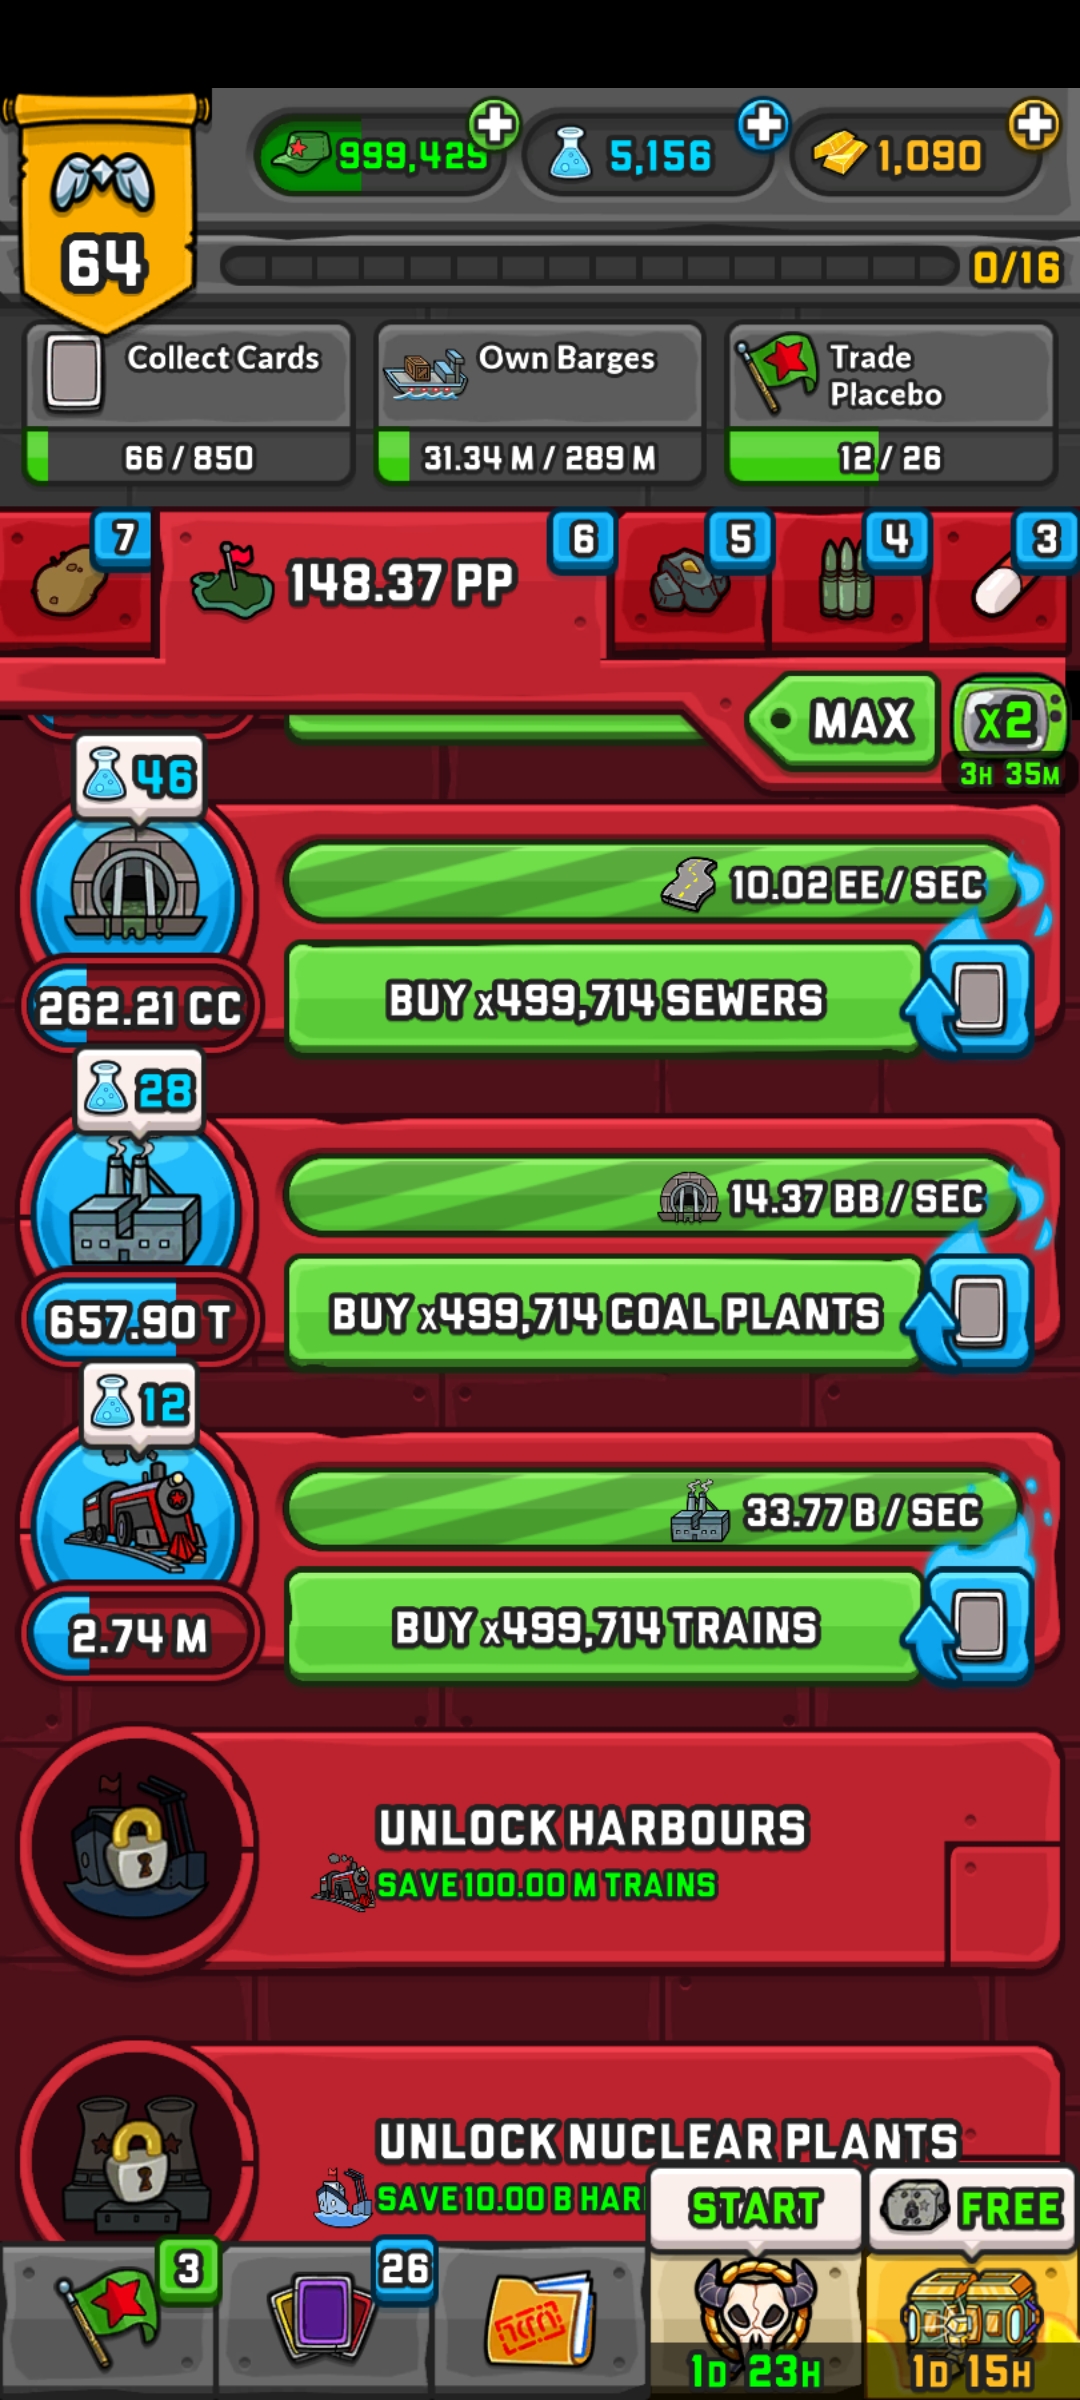 64
999,425
5,156
1,090
0/16
Collect Cards
66 / 850
Own Barges
31.34 M / 289 M
Trade
Placebo
12 / 26
7
148.37 PP
6
5
4
3
MAX
x2
3H 35M
46
10.02 EE / SEC
262.21 CC
BUY x499,714 SEWERS
28
14.37 BB / SEC
657.90 T
BUY x499,714 COAL PLANTS
12
33.77 B / SEC
2.74 M
BUY x499,714 TRAINS
UNLOCK HARBOURS
SAVE 100.00 M TRAINS
UNLOCK NUCLEAR PLANTS
SAVE 10.00 B HAR
START
FREE
3
26
1D 23H
1D 15H